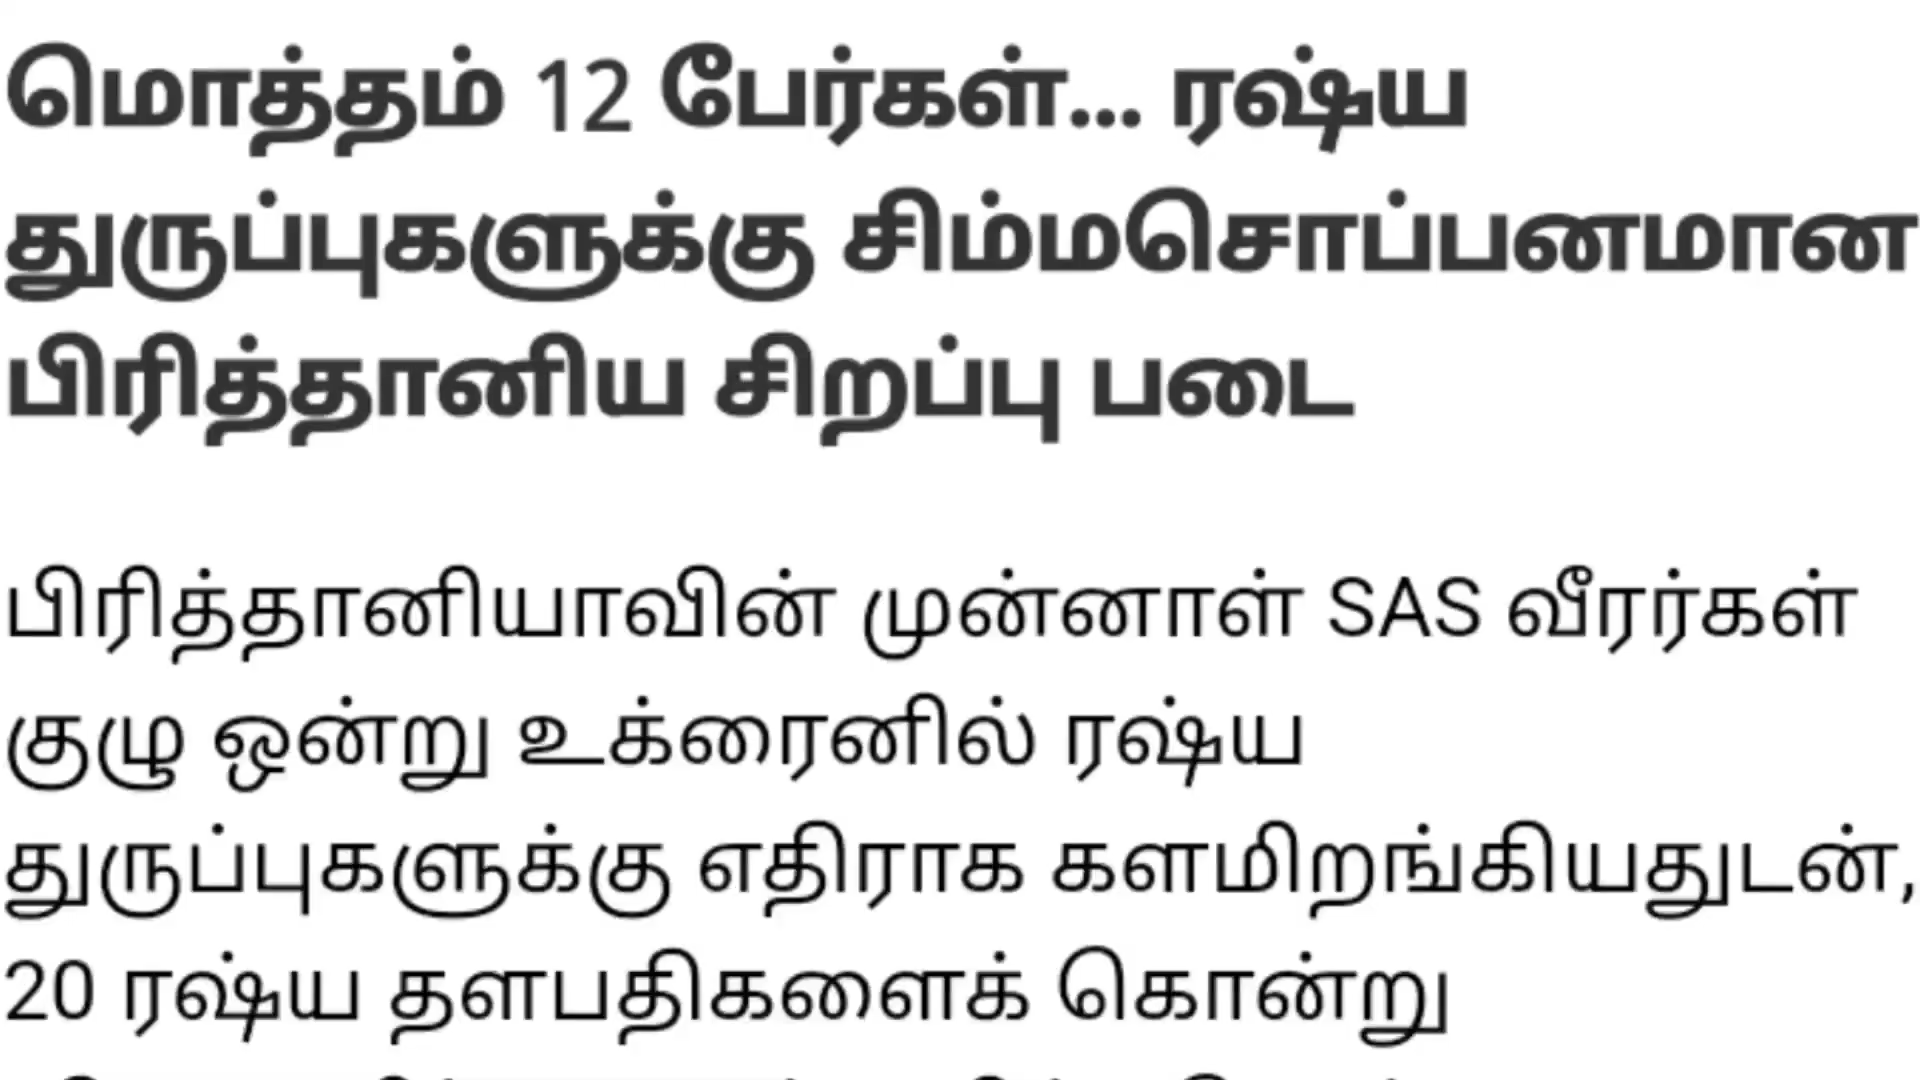 மொத்தம் 12 பேர்கள்... ரஷ்ய
துருப்புகளுக்கு சிம்மசொப்பனமான
பிரித்தானிய சிறப்பு படை
பிரித்தானியாவின் முன்னாள் SAS வீரர்கள்
குழு ஒன்று உக்ரைனில் ரஷ்ய
துருப்புகளுக்கு எதிராக களமிறங்கியதுடன்,
20 ரஷ்ய தளபதிகளைக் கொன்று